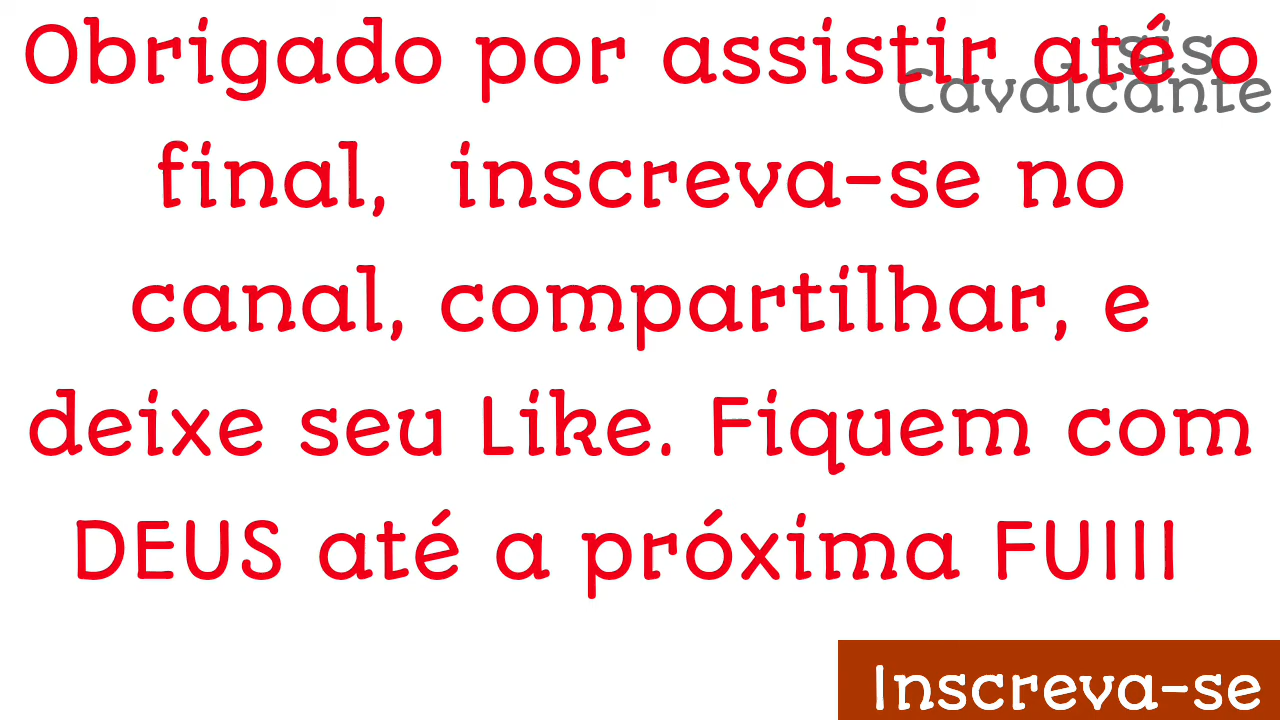 Obrigado por assistir até o
sis
Cavalcante
final, inscreva-se no
canal, compartilhar, e
deixe seu Like. Fiquem com
DEUS até a próxima FUIII
Inscreva-se